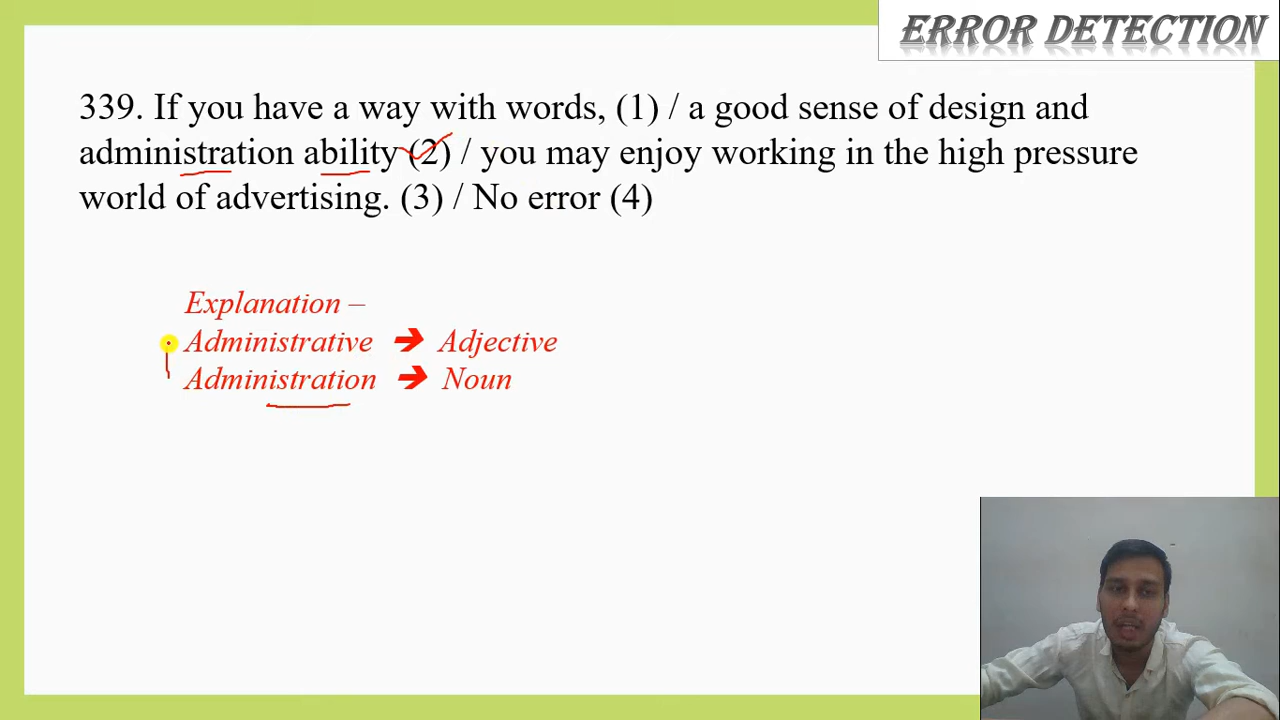 ERROR DETECTION
339. If you have a way with words, (1) / a good sense of design and
administration ability (2) / you may enjoy working in the high pressure
world of advertising. (3) / No error (4)
Explanation –
Administrative ➔ Adjective
Administration ➔ Noun